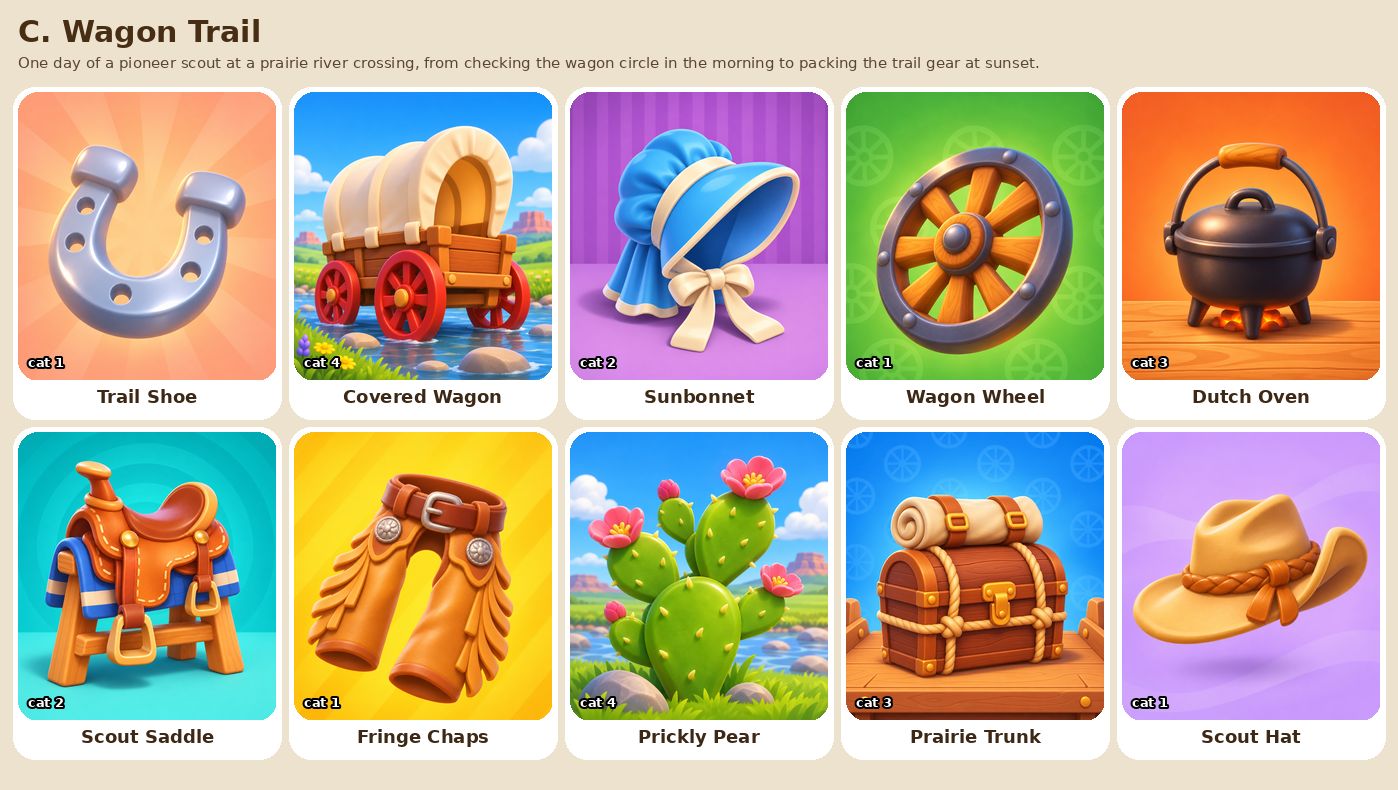 C. Wagon Trail
One day of a pioneer scout at a prairie river crossing, from checking the wagon circle in the morning to packing the trail gear at sunset.
cat 1
cat 4
cat 2
cat 1
cat 3
Trail Shoe
Covered Wagon
Sunbonnet
Wagon Wheel
Dutch Oven
cat 2
cat 1
cat 4
cat 3
cat 1
Scout Saddle
Fringe Chaps
Prickly Pear
Prairie Trunk
Scout Hat